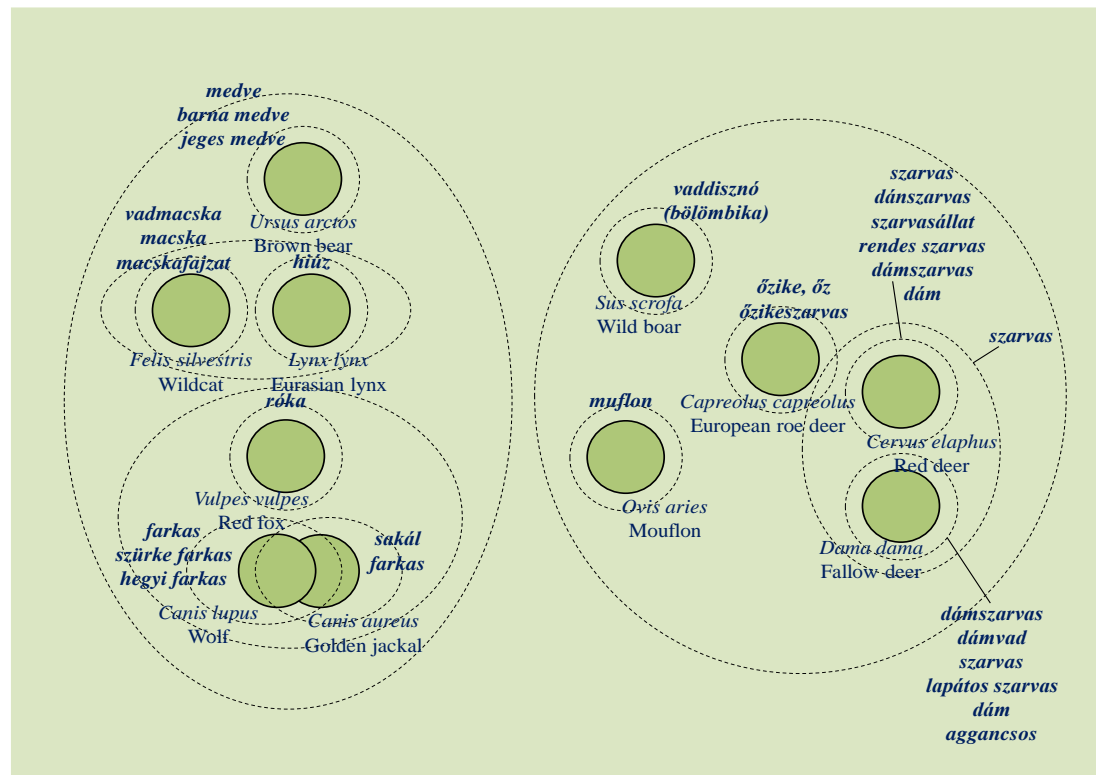 medve
barna medve
jeges medve
Ursus arctos
Brown bear
vadmacska
macska
macskafajzat
Felis silvestris
Wildcat
hiúz
Lynx lynx
Eurasian lynx
róka
Vulpes vulpes
Red fox
farkas
szürke farkas
hegyi farkas
Canis lupus
Wolf
sakál
farkas
Canis aureus
Golden jackal
vaddisznó
(bölömbika)
Sus scrofa
Wild boar
őzike, őz
őzikeszarvas
Capreolus capreolus
European roe deer
muflon
Ovis aries
Mouflon
szarvas
dánszarvas
szarvasállat
rendes szarvas
dámszarvas
dám
szarvas
Cervus elaphus
Red deer
Dama dama
Fallow deer
dámszarvas
dámvad
szarvas
lapátos szarvas
dám
aggancsos